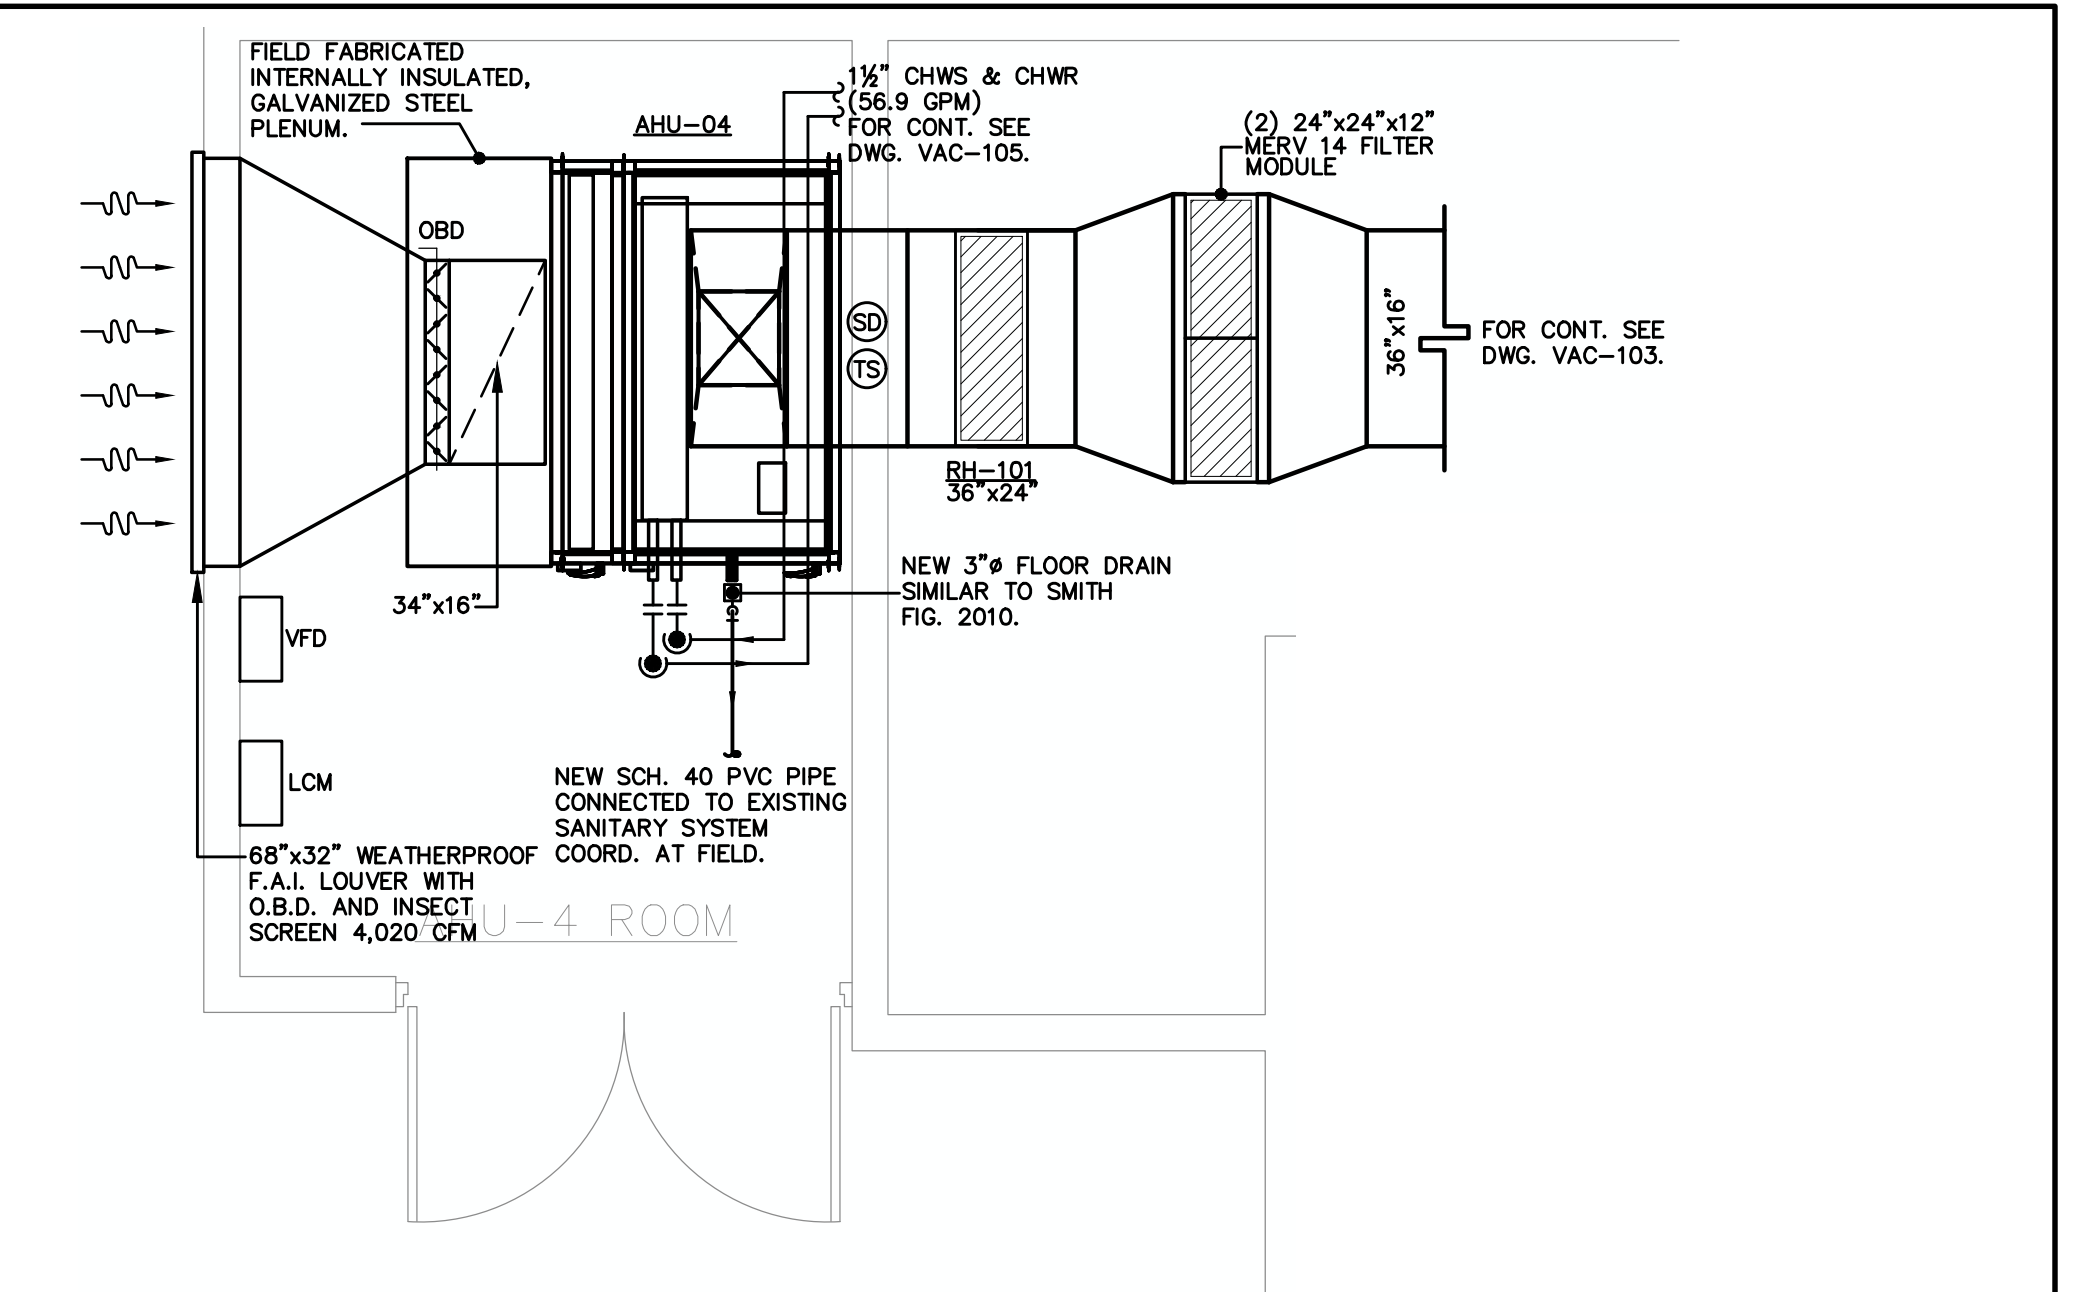 FIELD FABRICATED
INTERNALLY INSULATED,
GALVANIZED STEEL
PLENUM.
AHU-04
1½" CHWS & CHWR
(56.9 GPM)
FOR CONT. SEE
DWG. VAC-105.
(2) 24"x24"x12"
MERV 14 FILTER
MODULE
OBD
SD
TS
36"x16"
FOR CONT. SEE
DWG. VAC-103.
RH-101
36"x24"
34"x16"
NEW 3"ø FLOOR DRAIN
SIMILAR TO SMITH
FIG. 2010.
VFD
LCM
NEW SCH. 40 PVC PIPE
CONNECTED TO EXISTING
SANITARY SYSTEM
COORD. AT FIELD.
68"x32" WEATHERPROOF
F.A.I. LOUVER WITH
O.B.D. AND INSECT
SCREEN 4,020 CFM
AHU-4 ROOM